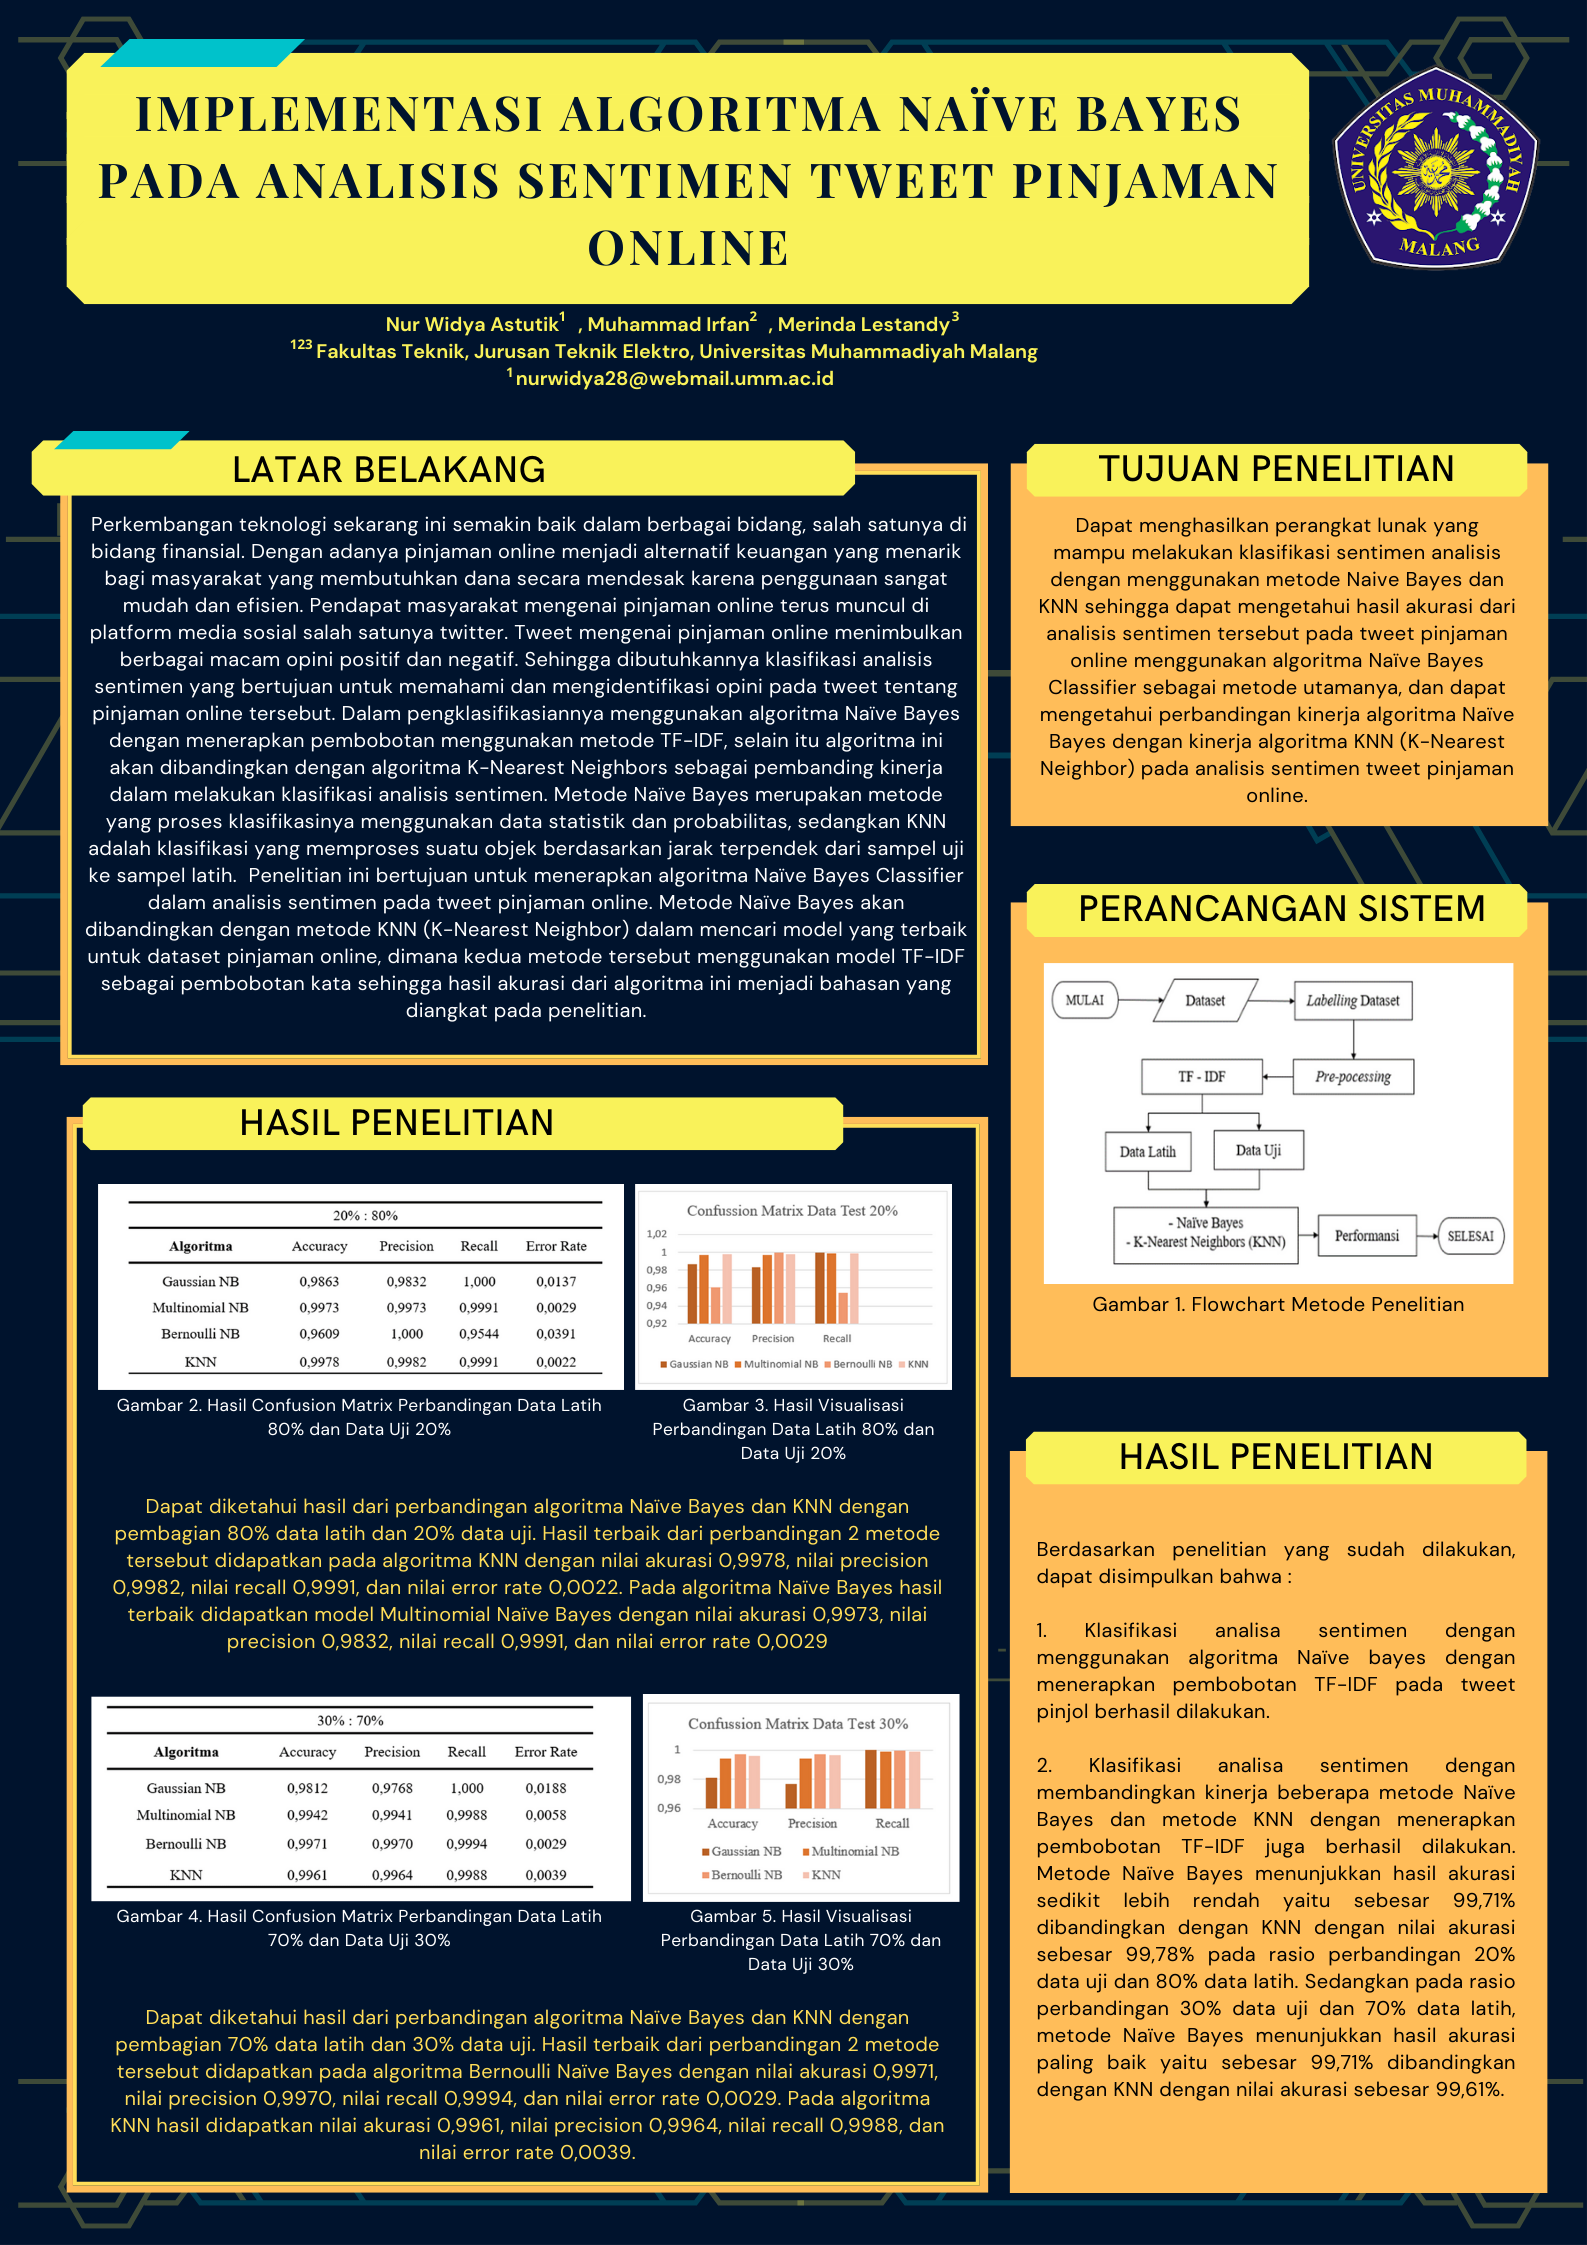 IMPLEMENTASI ALGORITMA NAÏVE BAYES
PADA ANALISIS SENTIMEN TWEET PINJAMAN
ONLINE
UNIVERSITAS MUHAMMADIYAH
MALANG
Nur Widya Astutik¹ , Muhammad Irfan² , Merinda Lestandy³
¹²³ Fakultas Teknik, Jurusan Teknik Elektro, Universitas Muhammadiyah Malang
¹ nurwidya28@webmail.umm.ac.id
LATAR BELAKANG
Perkembangan teknologi sekarang ini semakin baik dalam berbagai bidang, salah satunya di
bidang finansial. Dengan adanya pinjaman online menjadi alternatif keuangan yang menarik
bagi masyarakat yang membutuhkan dana secara mendesak karena penggunaan sangat
mudah dan efisien. Pendapat masyarakat mengenai pinjaman online terus muncul di
platform media sosial salah satunya twitter. Tweet mengenai pinjaman online menimbulkan
berbagai macam opini positif dan negatif. Sehingga dibutuhkannya klasifikasi analisis
sentimen yang bertujuan untuk memahami dan mengidentifikasi opini pada tweet tentang
pinjaman online tersebut. Dalam pengklasifikasiannya menggunakan algoritma Naïve Bayes
dengan menerapkan pembobotan menggunakan metode TF-IDF, selain itu algoritma ini
akan dibandingkan dengan algoritma K-Nearest Neighbors sebagai pembanding kinerja
dalam melakukan klasifikasi analisis sentimen. Metode Naïve Bayes merupakan metode
yang proses klasifikasinya menggunakan data statistik dan probabilitas, sedangkan KNN
adalah klasifikasi yang memproses suatu objek berdasarkan jarak terpendek dari sampel uji
ke sampel latih. Penelitian ini bertujuan untuk menerapkan algoritma Naïve Bayes Classifier
dalam analisis sentimen pada tweet pinjaman online. Metode Naïve Bayes akan
dibandingkan dengan metode KNN (K-Nearest Neighbor) dalam mencari model yang terbaik
untuk dataset pinjaman online, dimana kedua metode tersebut menggunakan model TF-IDF
sebagai pembobotan kata sehingga hasil akurasi dari algoritma ini menjadi bahasan yang
diangkat pada penelitian.
TUJUAN PENELITIAN
Dapat menghasilkan perangkat lunak yang
mampu melakukan klasifikasi sentimen analisis
dengan menggunakan metode Naive Bayes dan
KNN sehingga dapat mengetahui hasil akurasi dari
analisis sentimen tersebut pada tweet pinjaman
online menggunakan algoritma Naïve Bayes
Classifier sebagai metode utamanya, dan dapat
mengetahui perbandingan kinerja algoritma Naïve
Bayes dengan kinerja algoritma KNN (K-Nearest
Neighbor) pada analisis sentimen tweet pinjaman
online.
PERANCANGAN SISTEM
MULAI Dataset Labelling Dataset
TF - IDF Pre-pocessing
Data Latih Data Uji
- Naïve Bayes
- K-Nearest Neighbors (KNN) Performansi SELESAI
Gambar 1. Flowchart Metode Penelitian
HASIL PENELITIAN
20% : 80%
Algoritma Accuracy Precision Recall Error Rate
Gaussian NB 0,9863 0,9832 1,000 0,0137
Multinomial NB 0,9973 0,9973 0,9991 0,0029
Bernoulli NB 0,9609 1,000 0,9544 0,0391
KNN 0,9978 0,9982 0,9991 0,0022
Gambar 2. Hasil Confusion Matrix Perbandingan Data Latih
80% dan Data Uji 20%
Confussion Matrix Data Test 20%
1,02
1
0,98
0,96
0,94
0,92
Accuracy Precision Recall
Gaussian NB Multinomial NB Bernoulli NB KNN
Gambar 3. Hasil Visualisasi
Perbandingan Data Latih 80% dan
Data Uji 20%
Dapat diketahui hasil dari perbandingan algoritma Naïve Bayes dan KNN dengan
pembagian 80% data latih dan 20% data uji. Hasil terbaik dari perbandingan 2 metode
tersebut didapatkan pada algoritma KNN dengan nilai akurasi 0,9978, nilai precision
0,9982, nilai recall 0,9991, dan nilai error rate 0,0022. Pada algoritma Naïve Bayes hasil
terbaik didapatkan model Multinomial Naïve Bayes dengan nilai akurasi 0,9973, nilai
precision 0,9832, nilai recall 0,9991, dan nilai error rate 0,0029
30% : 70%
Algoritma Accuracy Precision Recall Error Rate
Gaussian NB 0,9812 0,9768 1,000 0,0188
Multinomial NB 0,9942 0,9941 0,9988 0,0058
Bernoulli NB 0,9971 0,9970 0,9994 0,0029
KNN 0,9961 0,9964 0,9988 0,0039
Gambar 4. Hasil Confusion Matrix Perbandingan Data Latih
70% dan Data Uji 30%
Confussion Matrix Data Test 30%
1
0,98
0,96
Accuracy Precision Recall
Gaussian NB Multinomial NB
Bernoulli NB KNN
Gambar 5. Hasil Visualisasi
Perbandingan Data Latih 70% dan
Data Uji 30%
Dapat diketahui hasil dari perbandingan algoritma Naïve Bayes dan KNN dengan
pembagian 70% data latih dan 30% data uji. Hasil terbaik dari perbandingan 2 metode
tersebut didapatkan pada algoritma Bernoulli Naïve Bayes dengan nilai akurasi 0,9971,
nilai precision 0,9970, nilai recall 0,9994, dan nilai error rate 0,0029. Pada algoritma
KNN hasil didapatkan nilai akurasi 0,9961, nilai precision 0,9964, nilai recall 0,9988, dan
nilai error rate 0,0039.
HASIL PENELITIAN
Berdasarkan penelitian yang sudah dilakukan,
dapat disimpulkan bahwa :
1. Klasifikasi analisa sentimen dengan
menggunakan algoritma Naïve bayes dengan
menerapkan pembobotan TF-IDF pada tweet
pinjol berhasil dilakukan.
2. Klasifikasi analisa sentimen dengan
membandingkan kinerja beberapa metode Naïve
Bayes dan metode KNN dengan menerapkan
pembobotan TF-IDF juga berhasil dilakukan.
Metode Naïve Bayes menunjukkan hasil akurasi
sedikit lebih rendah yaitu sebesar 99,71%
dibandingkan dengan KNN dengan nilai akurasi
sebesar 99,78% pada rasio perbandingan 20%
data uji dan 80% data latih. Sedangkan pada rasio
perbandingan 30% data uji dan 70% data latih,
metode Naïve Bayes menunjukkan hasil akurasi
paling baik yaitu sebesar 99,71% dibandingkan
dengan KNN dengan nilai akurasi sebesar 99,61%.